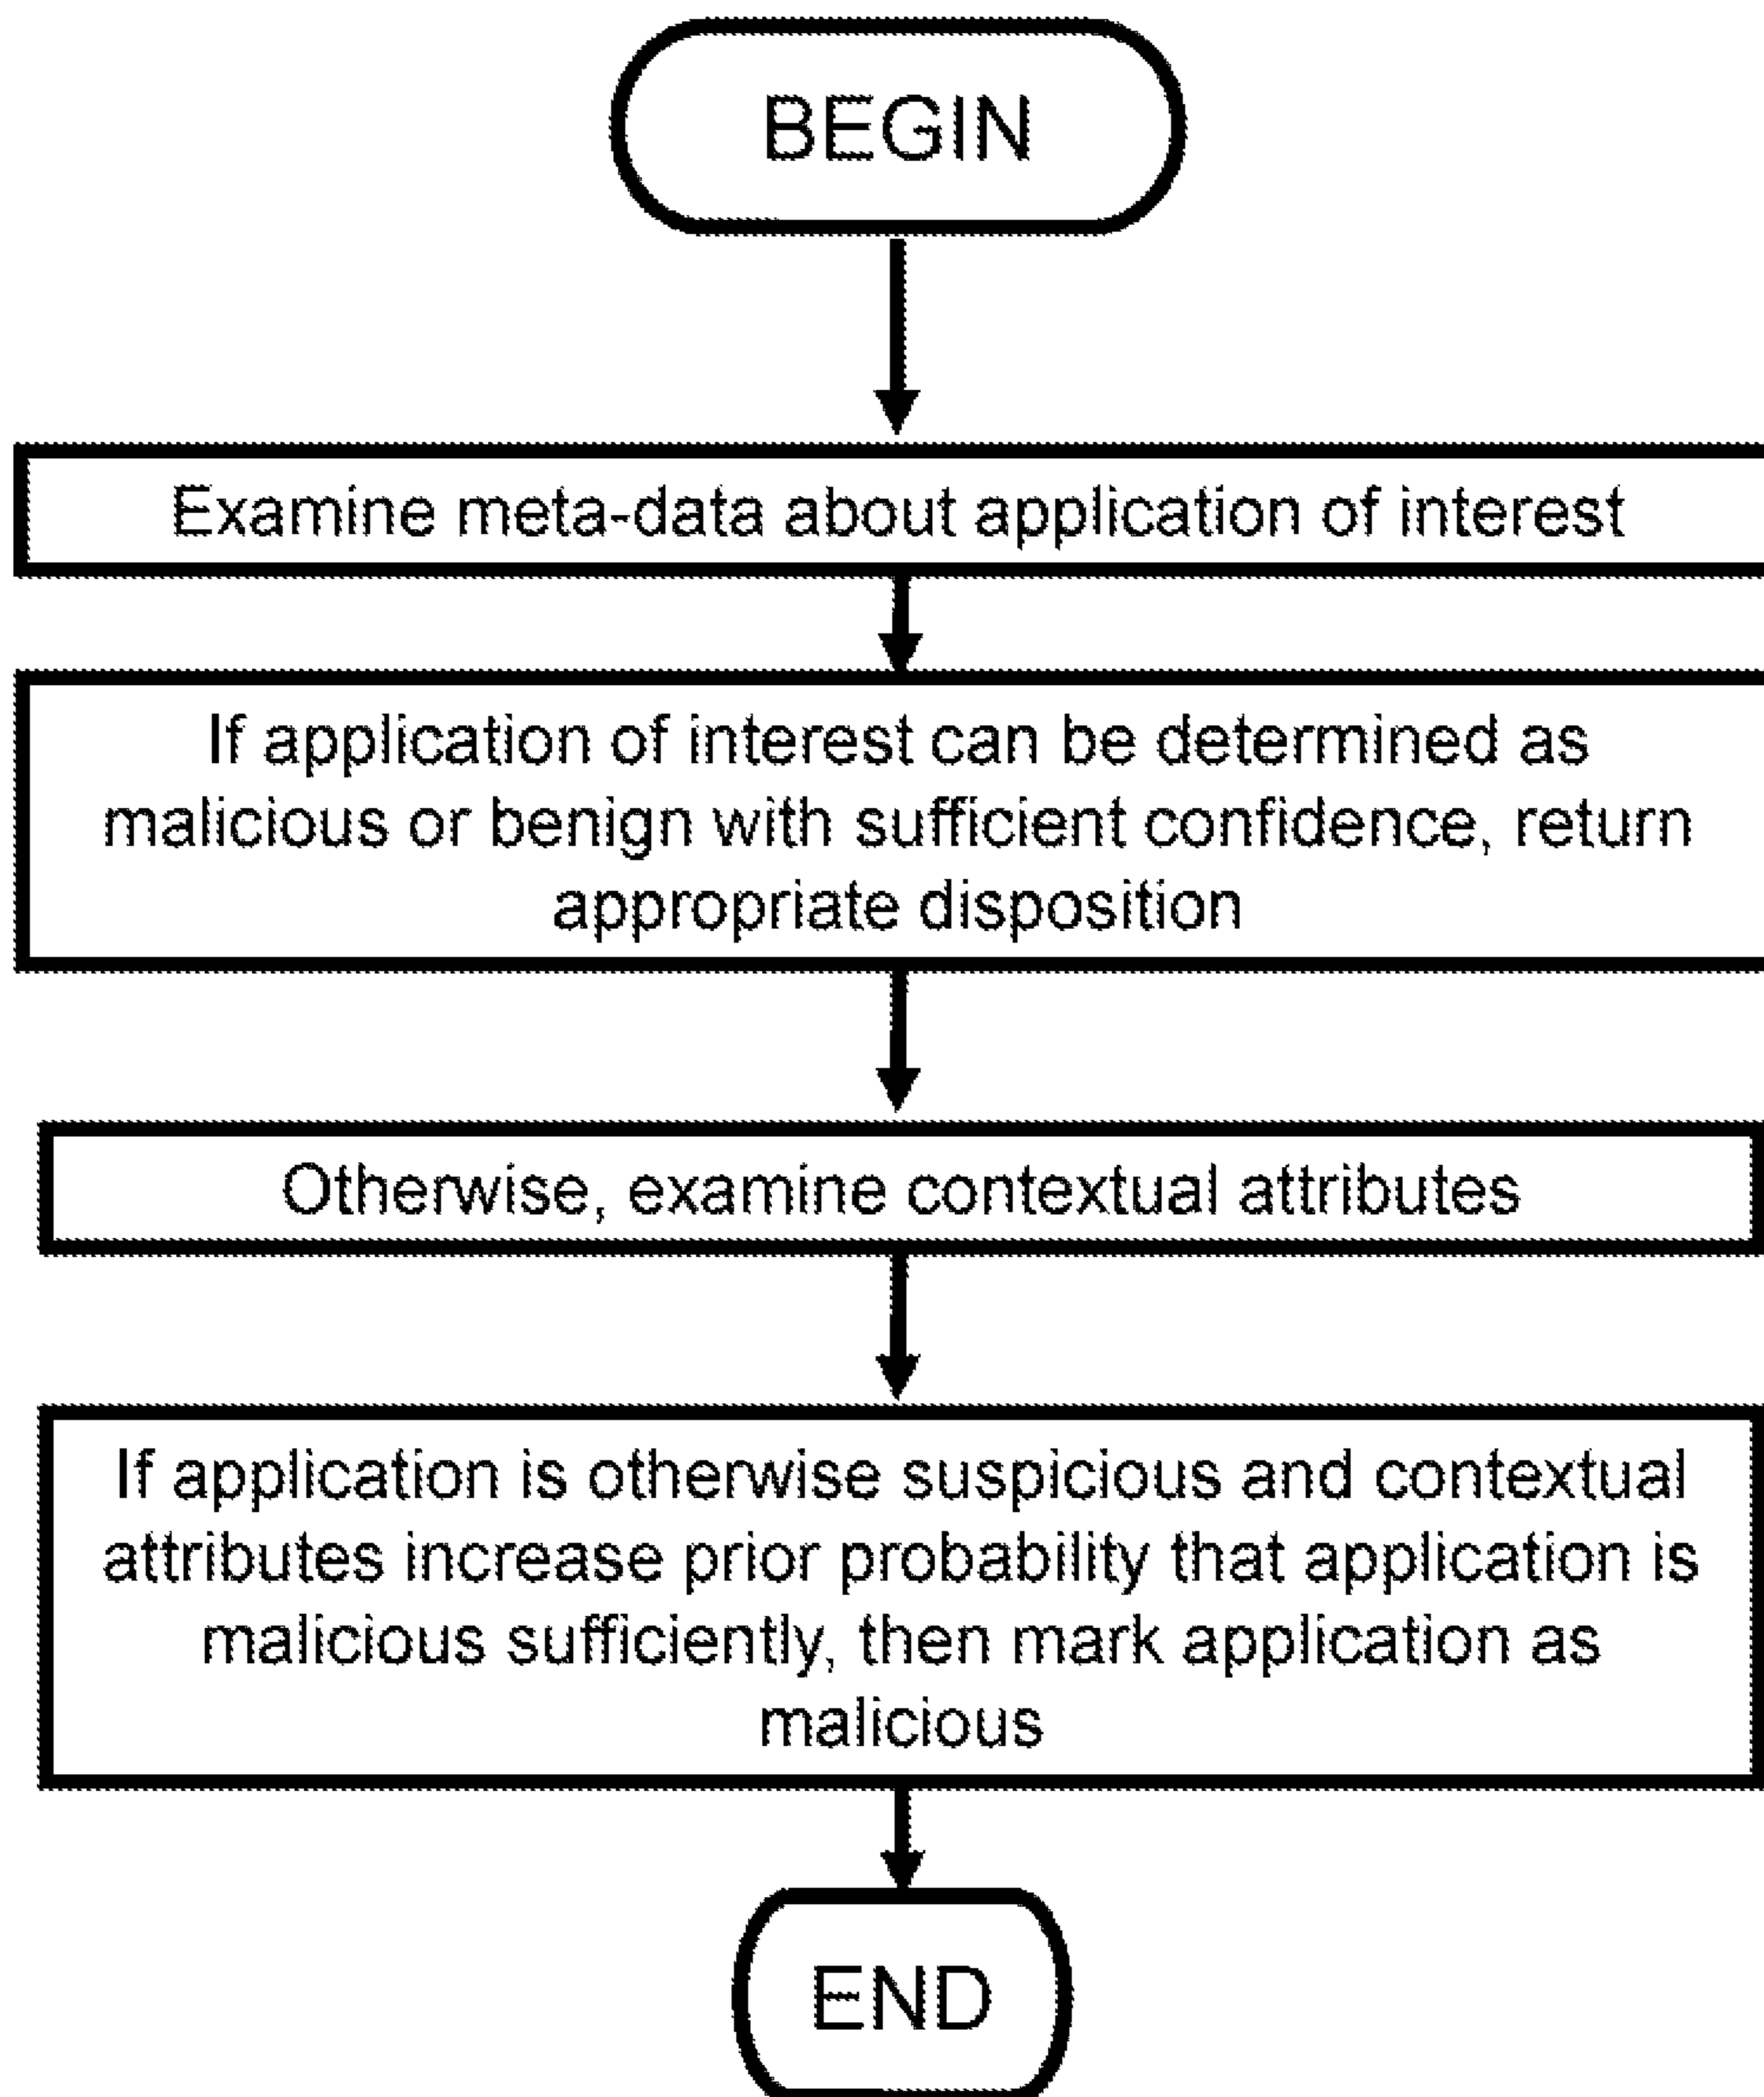 BEGIN
Examine meta-data about application of interest
If application of interest can be determined as
malicious or benign with sufficient confidence, return
appropriate disposition
Otherwise, examine contextual attributes
If application is otherwise suspicious and contextual
attributes increase prior probability that application is
malicious sufficiently, then mark application as
malicious
END